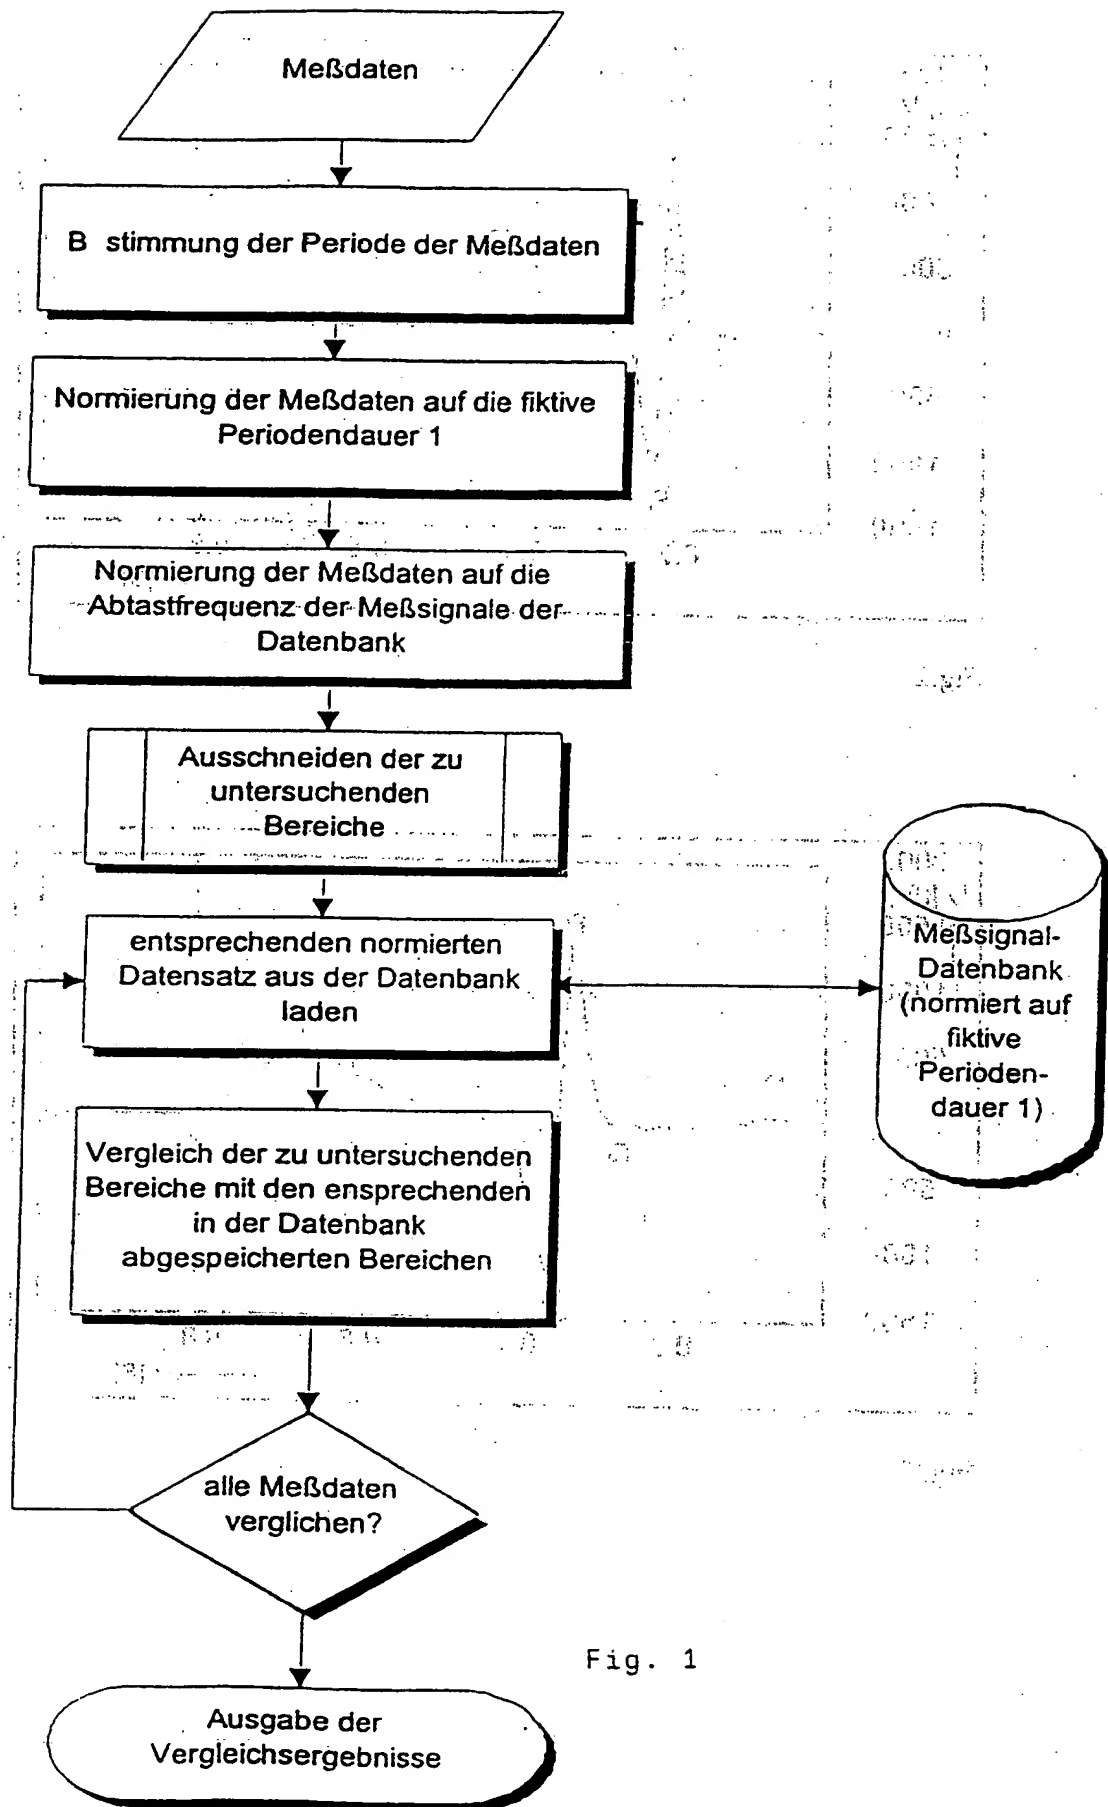 Meßdaten
B stimmung der Periode der Meßdaten
Normierung der Meßdaten auf die fiktive
Periodendauer 1
Normierung der Meßdaten auf die
Abtastfrequenz der Meßsignale der
Datenbank
Ausschneiden der zu
untersuchenden
Bereiche
entsprechenden normierten
Datensatz aus der Datenbank
laden
Meßsignal-
Datenbank
(normiert auf
fiktive
Perioden-
dauer 1)
Vergleich der zu untersuchenden
Bereiche mit den ensprechenden
in der Datenbank
abgespeicherten Bereichen
alle Meßdaten
verglichen?
Fig. 1
Ausgabe der
Vergleichsergebnisse